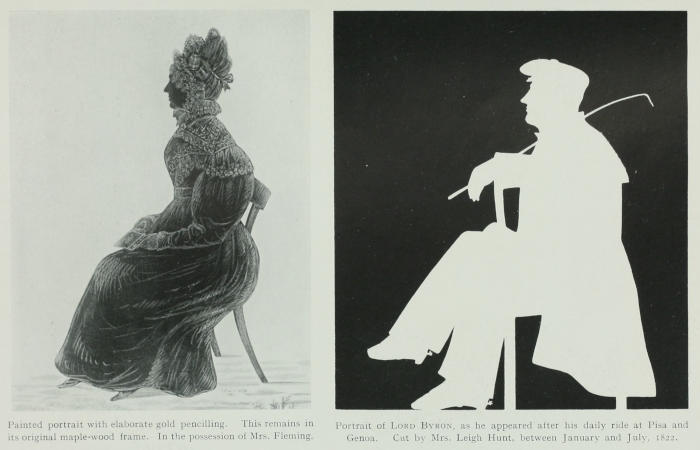 Painted portrait with elaborate gold pencilling. This remains in
its original maple-wood frame. In the possession of Mrs. Fleming.
Portrait of LORD BYRON, as he appeared after his daily ride at Pisa and
Genoa. Cut by Mrs. Leigh Hunt, between January and July, 1822.